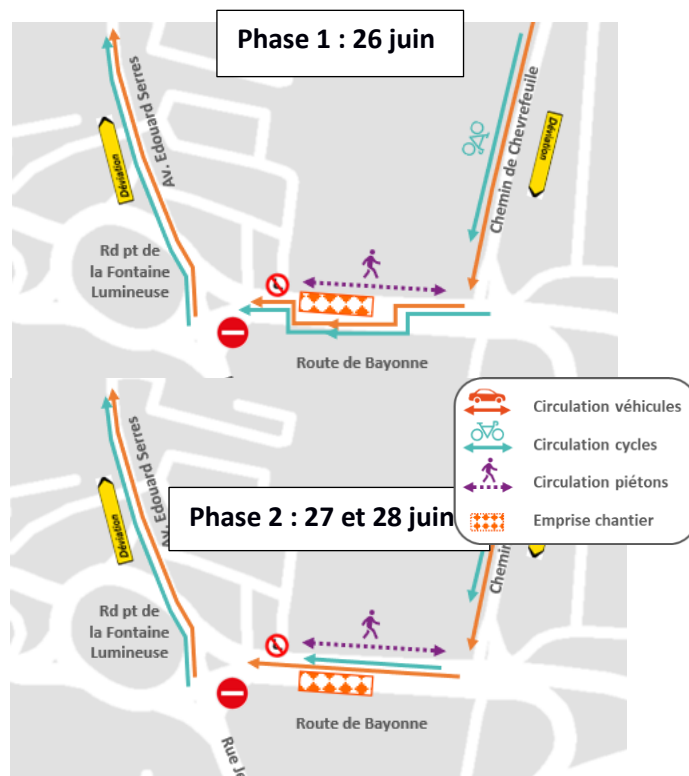 Phase 1 : 26 juin
Av. Edouard Serres
Déviation
Chemin de Chevrefeuile
Déviation
Rd pt de
la Fontaine
Lumineuse
Route de Bayonne
Circulation véhicules
Circulation cycles
Circulation piétons
Emprise chantier
Phase 2 : 27 et 28 juin
Av. Edouard Serres
Déviation
Rd pt de
la Fontaine
Lumineuse
Route de Bayonne